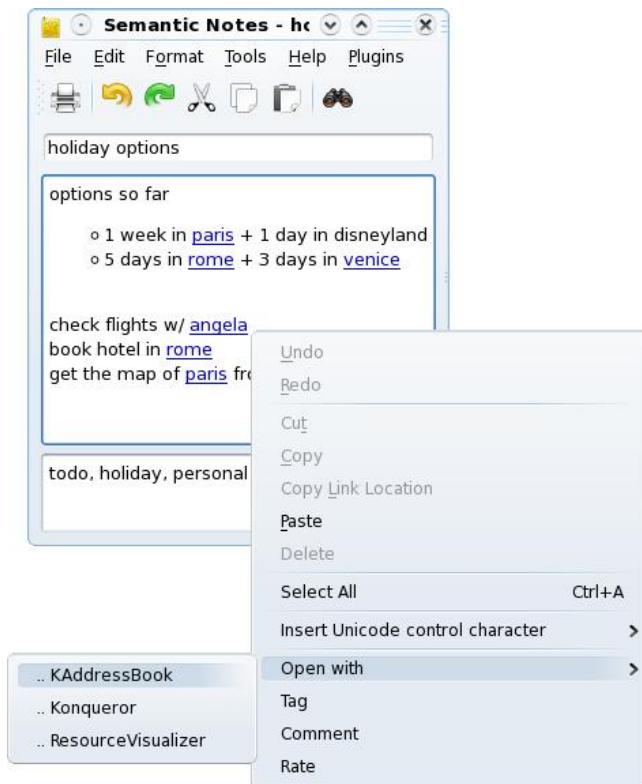 Semantic Notes - hc
File Edit Format Tools Help Plugins
holiday options
options so far
1 week in paris + 1 day in disneyland
5 days in rome + 3 days in venice
check flights w/ angela
book hotel in rome
get the map of paris
todo, holiday, personal
Undo
Redo
Cut
Copy
Copy Link Location
Paste
Delete
Select All Ctrl+A
Insert Unicode control character
Open with
Tag
Comment
Rate
.. KAddressBook
.. Konqueror
.. ResourceVisualizer